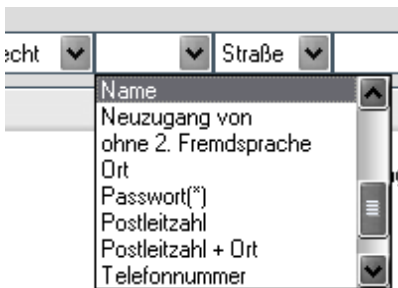 echt Straße
Name
Neuzugang von
ohne 2. Fremdsprache
Ort
Passwort(*)
Postleitzahl
Postleitzahl + Ort
Telefonnummer